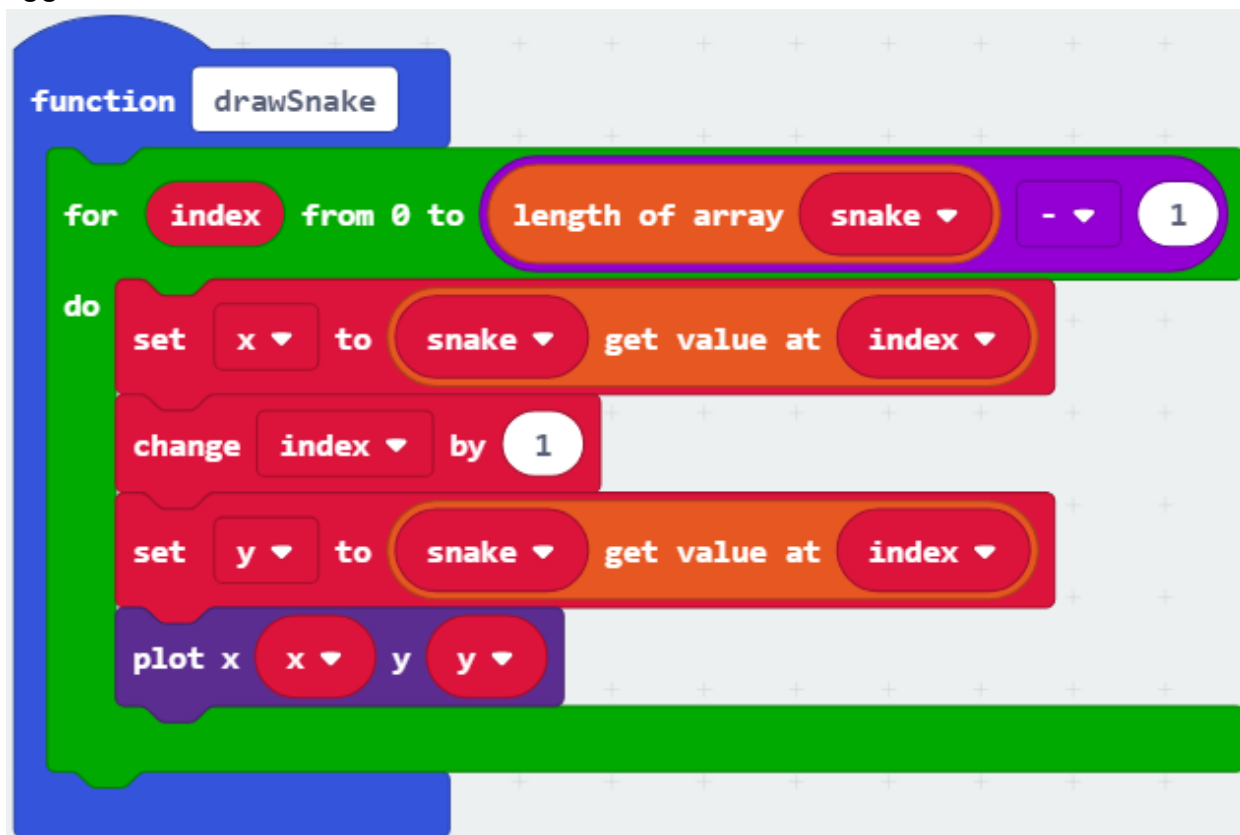 function drawSnake
for index from 0 to length of array snake - 1
do
set x to snake get value at index
change index by 1
set y to snake get value at index
plot x x y y